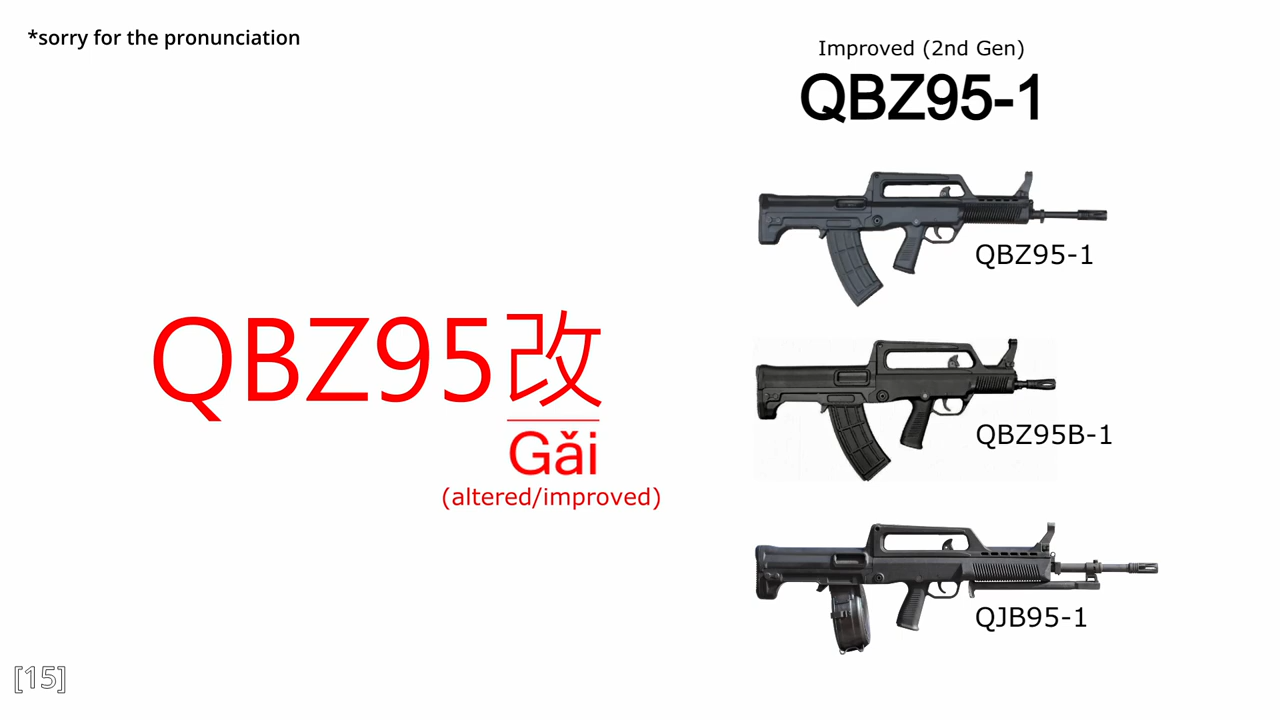 *sorry for the pronunciation
Improved (2nd Gen)
QBZ95-1
QBZ95-1
QBZ95改
Gǎi
(altered/improved)
QBZ95B-1
QJB95-1
[15]